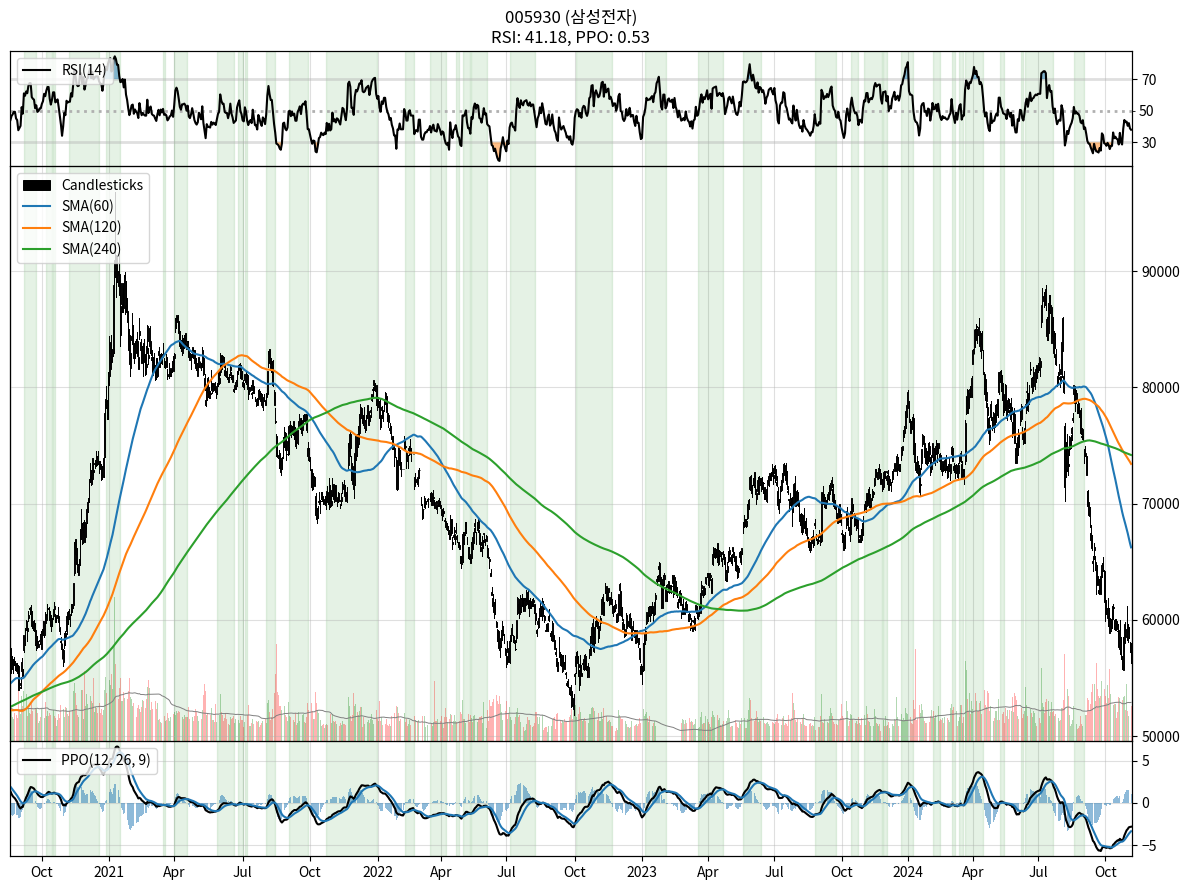 005930 (삼성전자)
RSI: 41.18, PPO: 0.53
RSI(14)
70
50
30
Candlesticks
SMA(60)
SMA(120)
SMA(240)
90000
80000
70000
60000
50000
PPO(12, 26, 9)
5
0
−5
Oct 2021 Apr Jul Oct 2022 Apr Jul Oct 2023 Apr Jul Oct 2024 Apr Jul Oct